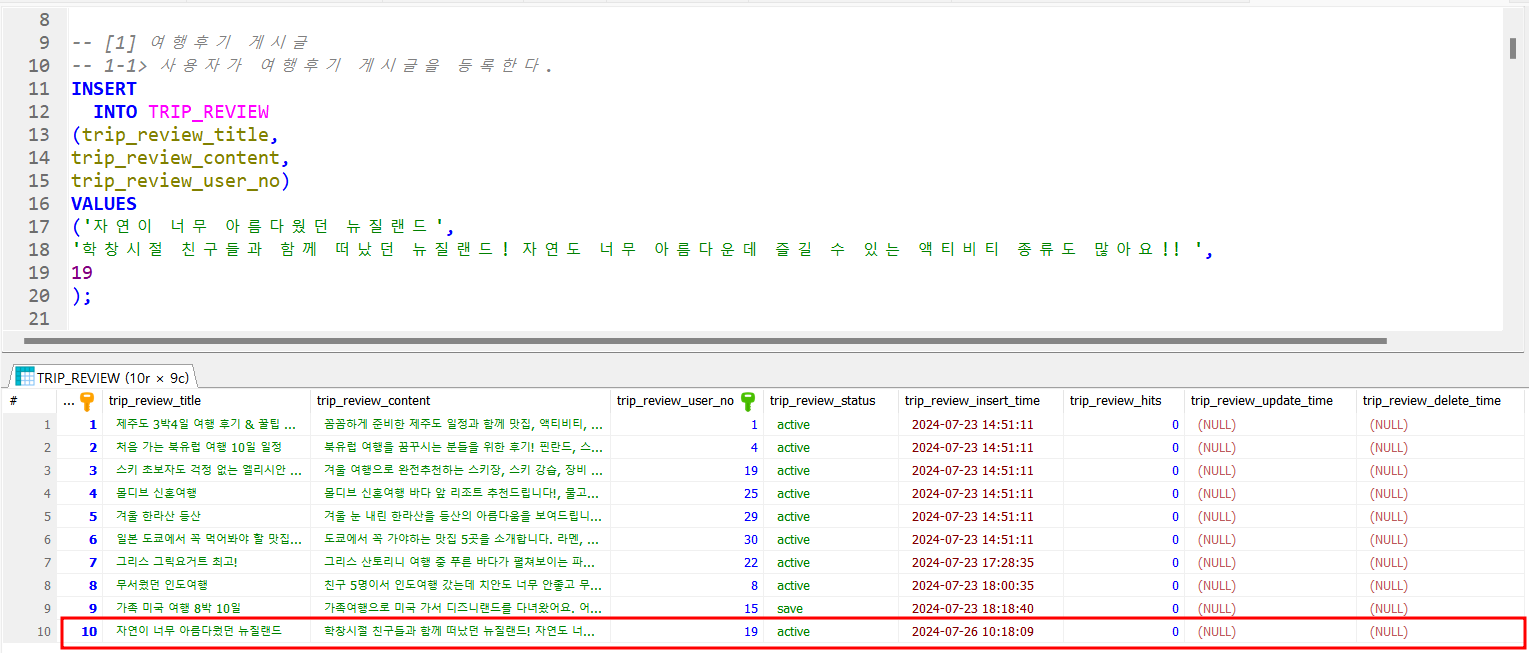 8
9 -- [1] 여행후기 게시글
10 -- 1-1> 사용자가 여행후기 게시글을 등록한다.
11 INSERT
12 INTO TRIP_REVIEW
13 (trip_review_title,
14 trip_review_content,
15 trip_review_user_no)
16 VALUES
17 ('자연이 너무 아름다웠던 뉴질랜드',
18 '학창시절 친구들과 함께 떠났던 뉴질랜드! 자연도 너무 아름다운데 즐길 수 있는 액티비티 종류도 많아요!! ',
19 19
20 );
21
TRIP_REVIEW (10r × 9c)
# ... trip_review_title trip_review_content trip_review_user_no trip_review_status trip_review_insert_time trip_review_hits trip_review_update_time trip_review_delete_time
1 1 제주도 3박4일 여행 후기 & 꿀팁 ... 꼼꼼하게 준비한 제주도 일정과 함께 맛집, 액티비티, ... 1 active 2024-07-23 14:51:11 0 (NULL) (NULL)
2 2 처음 가는 북유럽 여행 10일 일정 북유럽 여행을 꿈꾸시는 분들을 위한 후기! 핀란드, 스... 4 active 2024-07-23 14:51:11 0 (NULL) (NULL)
3 3 스키 초보자도 걱정 없는 엘리시안 ... 겨울 여행으로 완전추천하는 스키장, 스키 강습, 장비 ... 19 active 2024-07-23 14:51:11 0 (NULL) (NULL)
4 4 몰디브 신혼여행 몰디브 신혼여행 바다 앞 리조트 추천드립니다!, 물고... 25 active 2024-07-23 14:51:11 0 (NULL) (NULL)
5 5 겨울 한라산 등산 겨울 눈 내린 한라산을 등산의 아름다움을 보여드립니... 29 active 2024-07-23 14:51:11 0 (NULL) (NULL)
6 6 일본 도쿄에서 꼭 먹어봐야 할 맛집... 도쿄에서 꼭 가야하는 맛집 5곳을 소개합니다. 라멘, ... 30 active 2024-07-23 14:51:11 0 (NULL) (NULL)
7 7 그리스 그릭요거트 최고! 그리스 산토리니 여행 중 푸른 바다가 펼쳐보이는 파... 22 active 2024-07-23 17:28:35 0 (NULL) (NULL)
8 8 무서웠던 인도여행 친구 5명이서 인도여행 갔는데 치안도 너무 안좋고 무... 8 active 2024-07-23 18:00:35 0 (NULL) (NULL)
9 9 가족 미국 여행 8박 10일 가족여행으로 미국 가서 디즈니랜드를 다녀왔어요. 어... 15 save 2024-07-23 18:18:40 0 (NULL) (NULL)
10 10 자연이 너무 아름다웠던 뉴질랜드 학창시절 친구들과 함께 떠났던 뉴질랜드! 자연도 너... 19 active 2024-07-26 10:18:09 0 (NULL) (NULL)